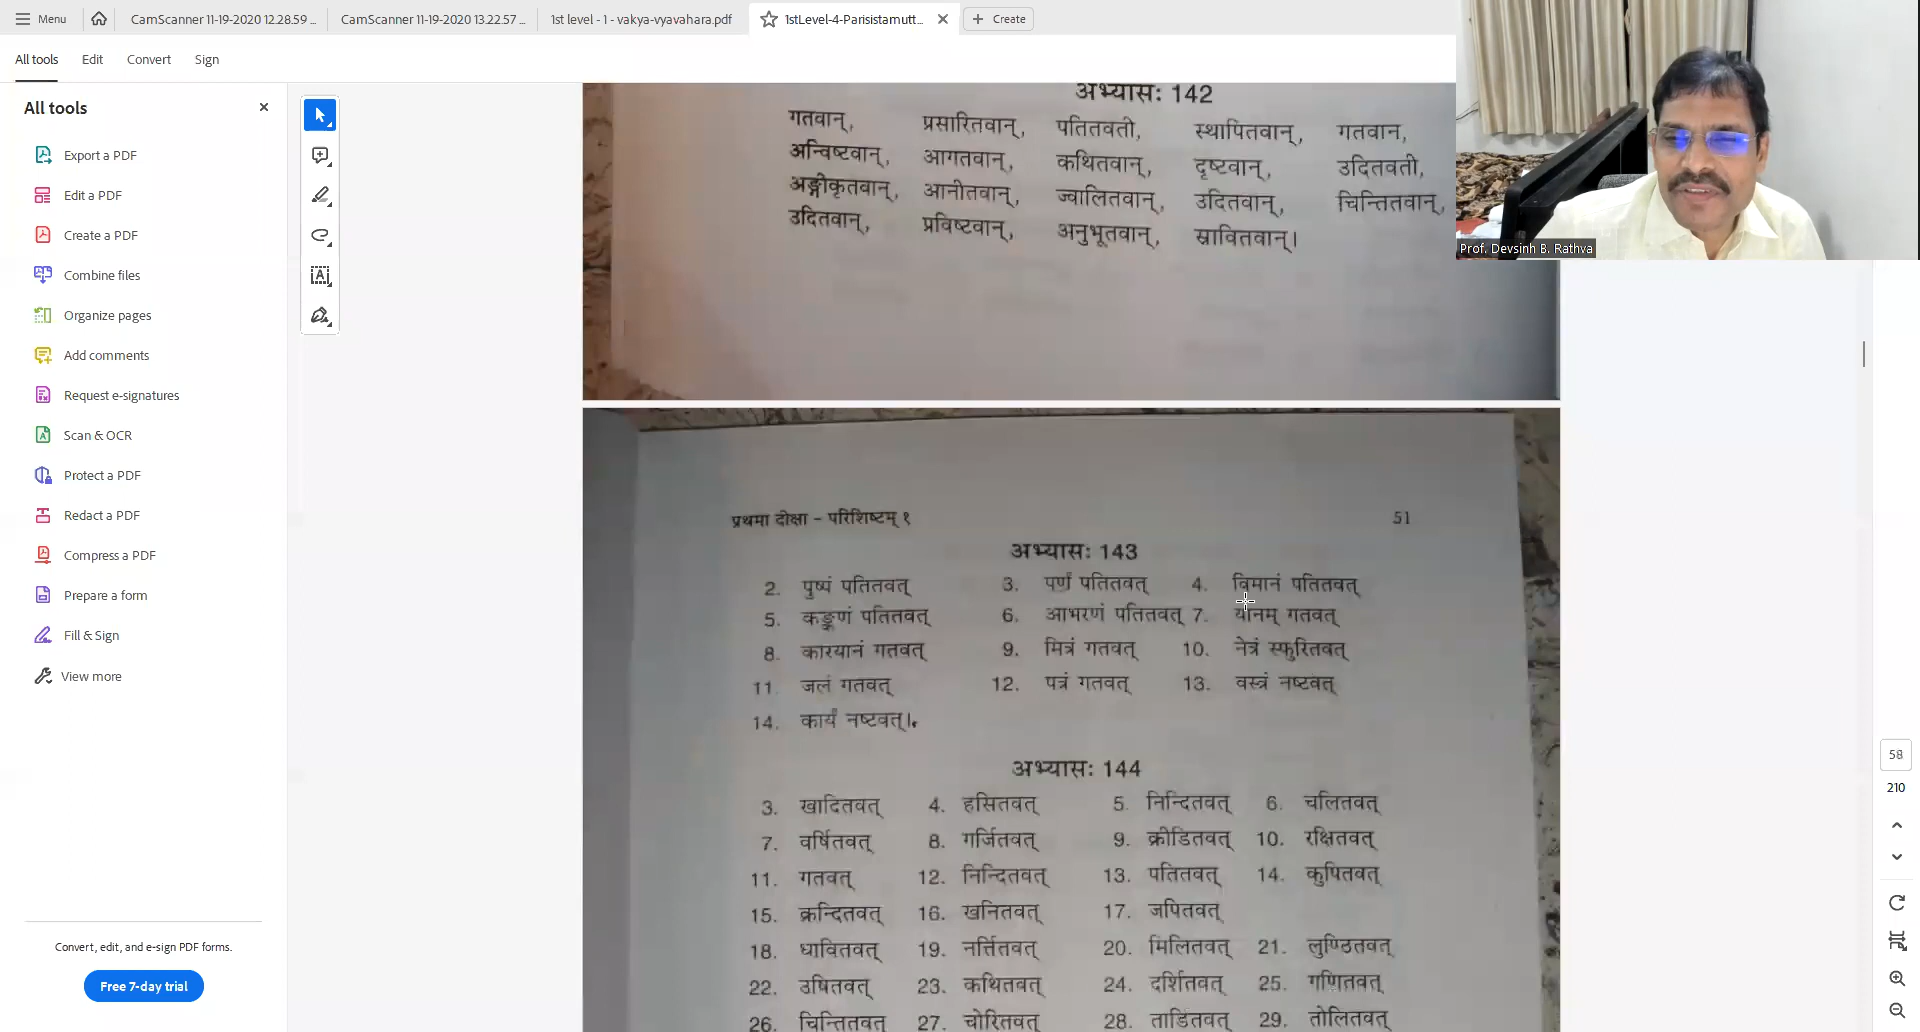 Menu
CamScanner 11-19-2020 12.28.59 ...
CamScanner 11-19-2020 13.22.57 ...
1st level - 1 - vakya-vyavahara.pdf
1stLevel-4-Parisistamutt...
Create
All tools Edit Convert Sign
All tools
Export a PDF
Edit a PDF
Create a PDF
Combine files
Organize pages
Add comments
Request e-signatures
Scan & OCR
Protect a PDF
Redact a PDF
Compress a PDF
Prepare a form
Fill & Sign
View more
Convert, edit, and e-sign PDF forms.
Free 7-day trial
अभ्यासः 142
गतवान्, प्रसारितवान्, पतितवती, स्थापितवान्, गतवान,
अन्विष्टवान्, आगतवान्, कथितवान्, दृष्टवान्, उदितवती,
अङ्गीकृतवान्, आनीतवान्, ज्वालितवान्, उदितवान्, चिन्तितवान्,
उदितवान्, प्रविष्टवान्, अनुभूतवान्, स्रावितवान्।
प्रथमा दीक्षा - परिशिष्टम् १ 51
अभ्यासः 143
2. पुष्पं पतितवत् 3. पर्णं पतितवत् 4. विमानं पतितवत्
5. कङ्कणं पतितवत् 6. आभरणं पतितवत् 7. यानम् गतवत्
8. कारयानं गतवत् 9. मित्रं गतवत् 10. नेत्रं स्फुरितवत्
11. जलं गतवत् 12. पत्रं गतवत् 13. वस्त्रं नष्टवत्
14. कार्यं नष्टवत्।
अभ्यासः 144
3. खादितवत् 4. हसितवत् 5. निन्दितवत् 6. चलितवत्
7. वर्षितवत् 8. गर्जितवत् 9. क्रीडितवत् 10. रक्षितवत्
11. गतवत् 12. निन्दितवत् 13. पतितवत् 14. कुपितवत्
15. क्रन्दितवत् 16. खनितवत् 17. जपितवत्
18. धावितवत् 19. नर्त्तितवत् 20. मिलितवत् 21. लुण्ठितवत्
22. उषितवत् 23. कथितवत् 24. दर्शितवत् 25. गणितवत्
26. चिन्तितवत् 27. चोरितवत् 28. ताडितवत् 29. तोलितवत्
Prof. Devsinh B. Rathva
58
210